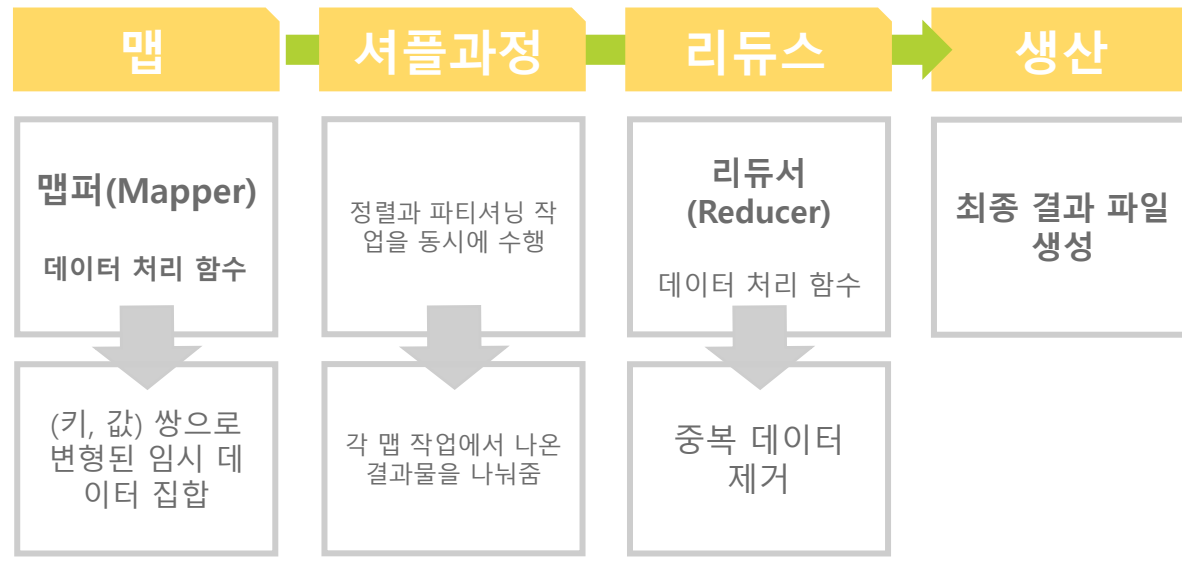 맵
셔플과정
리듀스
생산
맵퍼(Mapper)
데이터 처리 함수
정렬과 파티셔닝 작
업을 동시에 수행
리듀서
(Reducer)
데이터 처리 함수
최종 결과 파일
생성
(키, 값) 쌍으로
변형된 임시 데
이터 집합
각 맵 작업에서 나온
결과물을 나눠줌
중복 데이터
제거